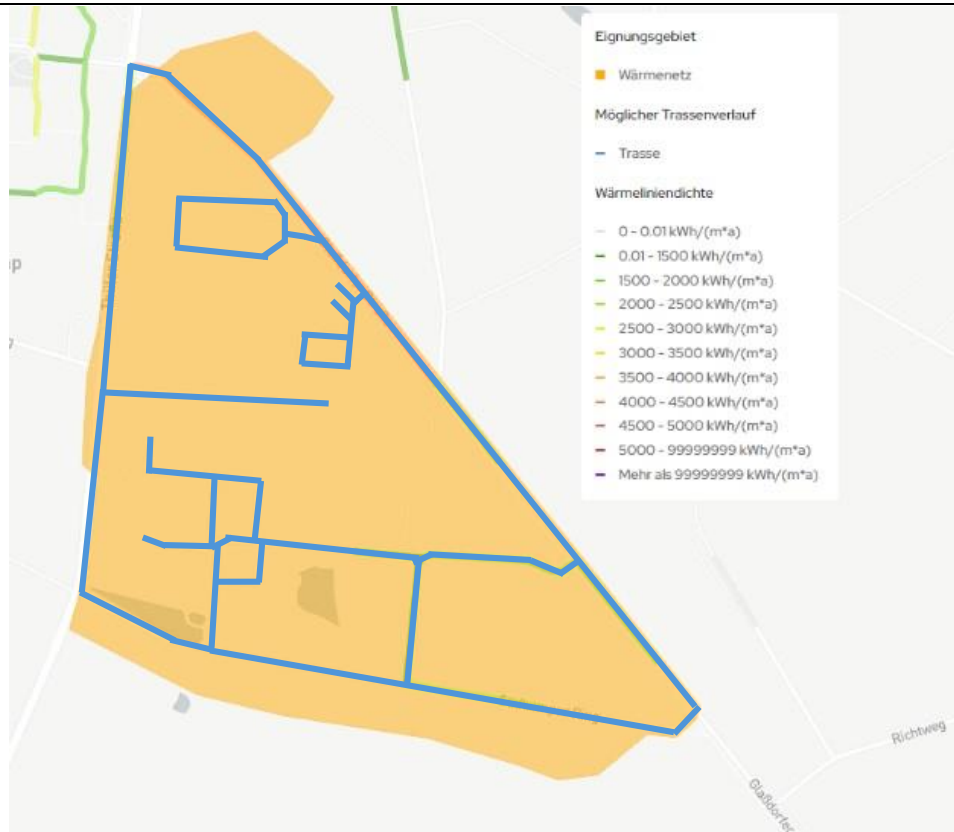 Eignungsgebiet
Wärmenetz
Möglicher Trassenverlauf
Trasse
Wärmeliniendichte
0 - 0.01 kWh/(m*a)
0.01 - 1500 kWh/(m*a)
1500 - 2000 kWh/(m*a)
2000 - 2500 kWh/(m*a)
2500 - 3000 kWh/(m*a)
3000 - 3500 kWh/(m*a)
3500 - 4000 kWh/(m*a)
4000 - 4500 kWh/(m*a)
4500 - 5000 kWh/(m*a)
5000 - 99999999 kWh/(m*a)
Mehr als 99999999 kWh/(m*a)
Richtweg
Glaßdorfer